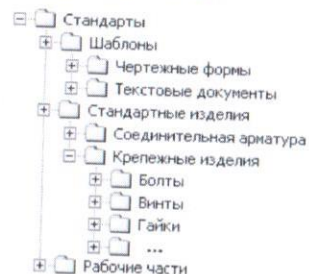 Стандарты
Шаблоны
Чертежные формы
Текстовые документы
Стандартные изделия
Соединительная арматура
Крепежные изделия
Болты
Винты
Гайки
...
Рабочие части